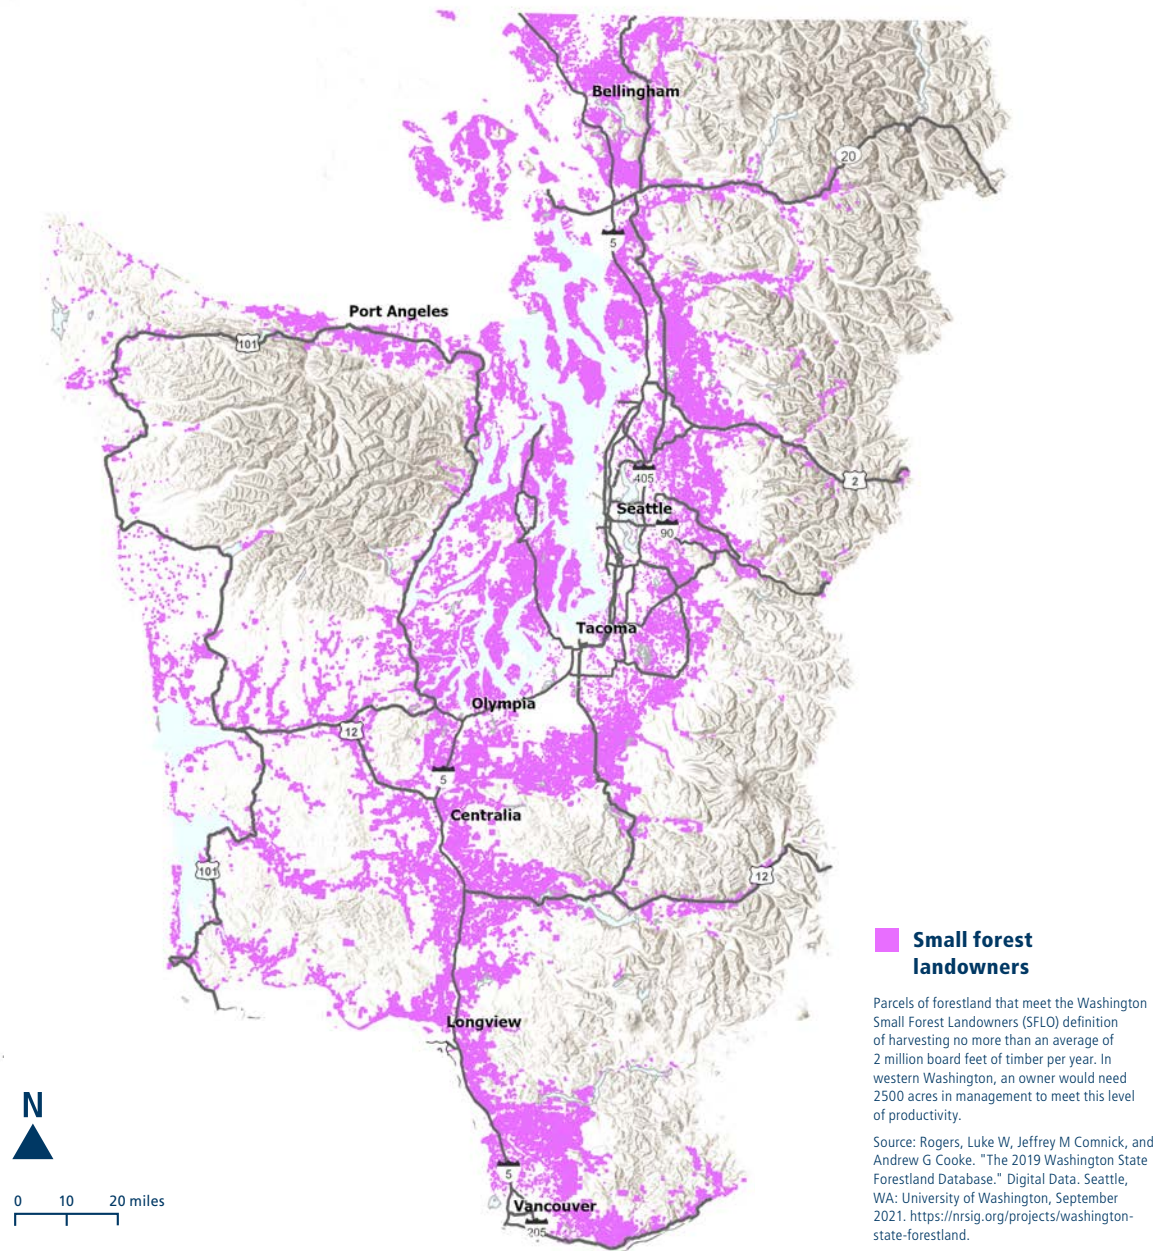 Bellingham
20
5
Port Angeles
101
405
2
Seattle
90
Tacoma
Olympia
12
5
Centralia
101
12
Small forest
landowners
Parcels of forestland that meet the Washington
Small Forest Landowners (SFLO) definition
of harvesting no more than an average of
2 million board feet of timber per year. In
western Washington, an owner would need
2500 acres in management to meet this level
of productivity.
Source: Rogers, Luke W, Jeffrey M Comnick, and
Andrew G Cooke. "The 2019 Washington State
Forestland Database." Digital Data. Seattle,
WA: University of Washington, September
2021. https://nrsig.org/projects/washington-
state-forestland.
Longview
N
0 10 20 miles
5
Vancouver
205